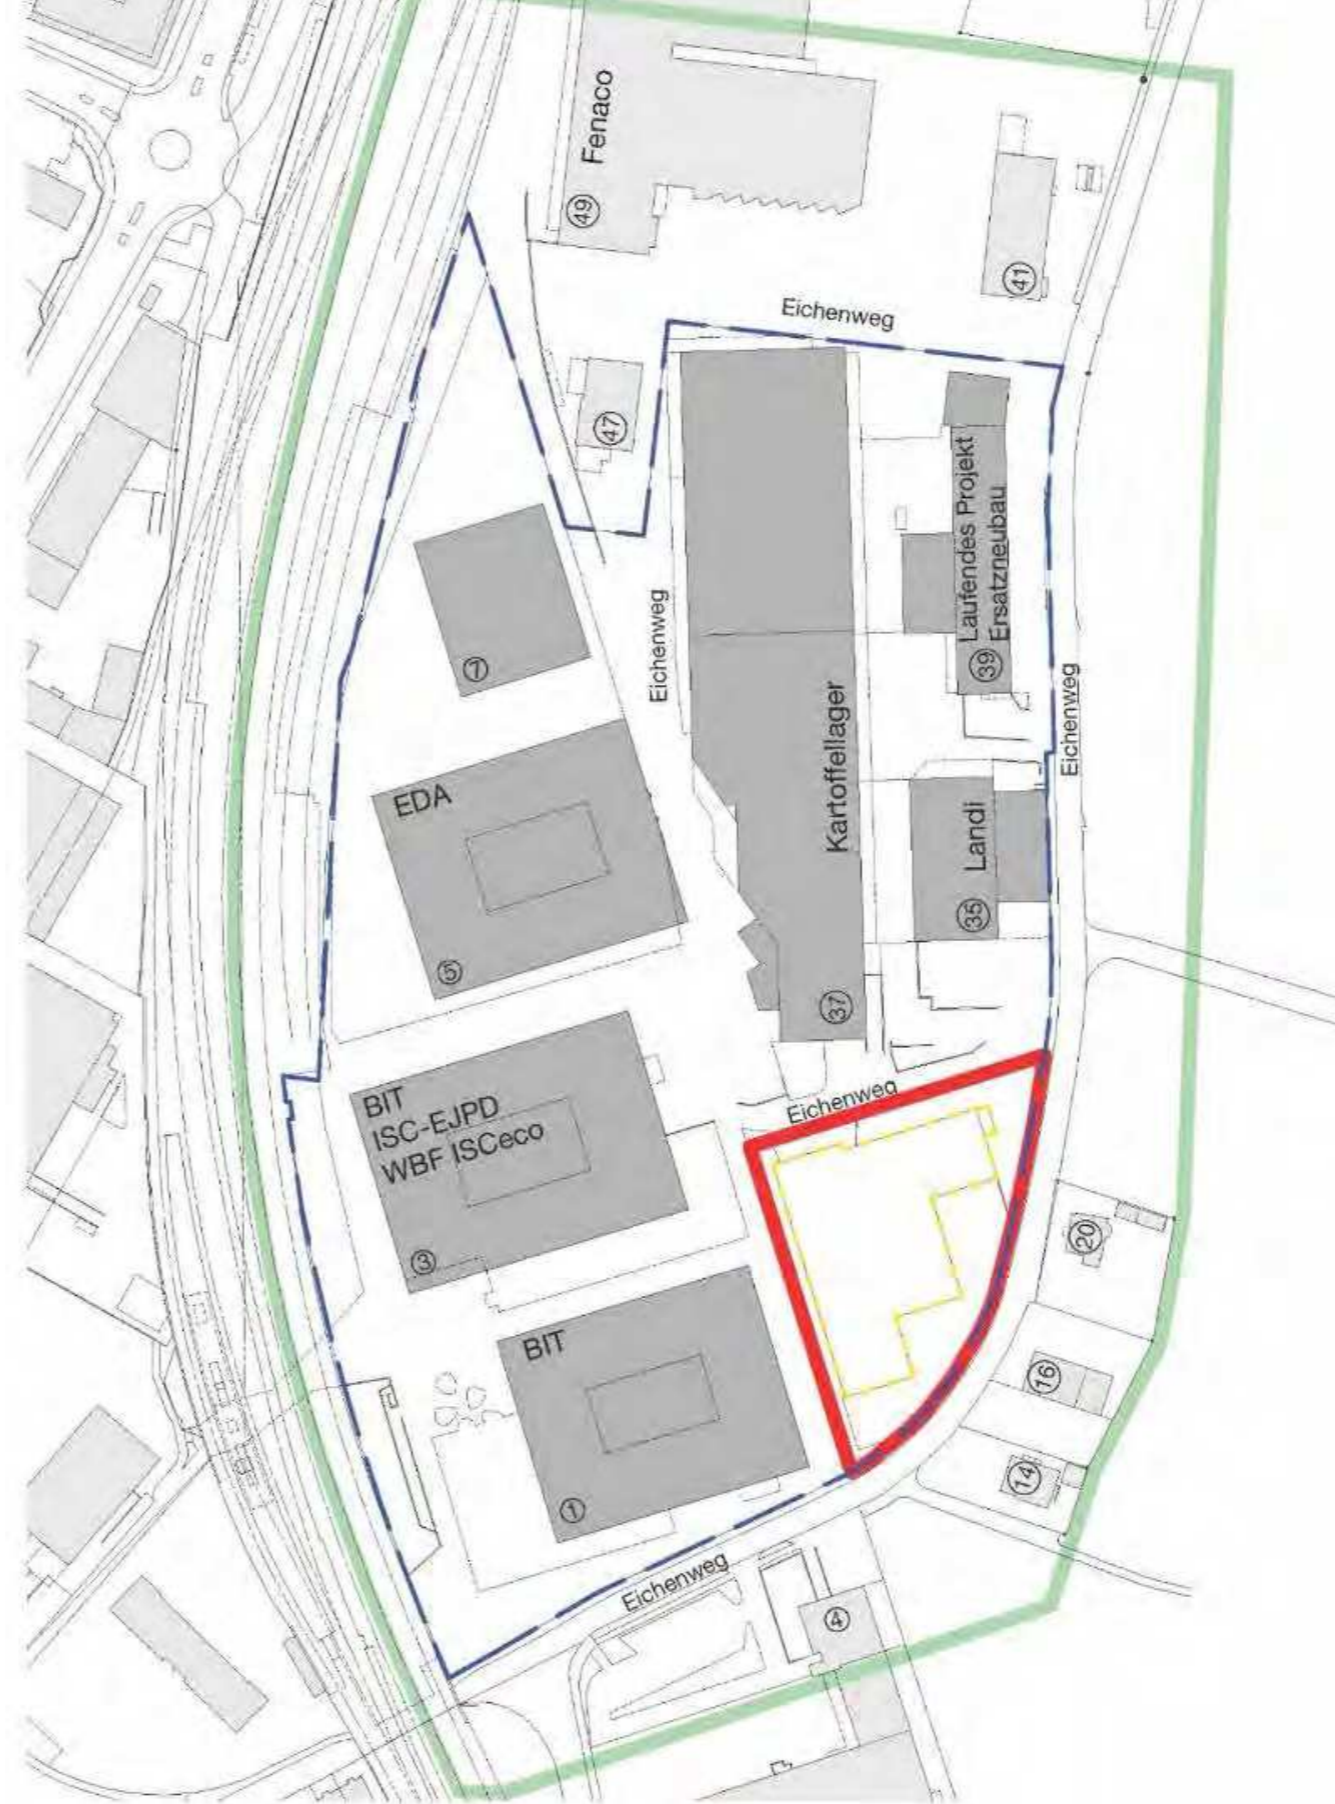 Fenaco
49
41
Eichenweg
47
Laufendes Projekt
Ersatzneubau
39
7
Eichenweg
Eichenweg
Kartoffellager
37
EDA
5
Landi
35
BIT
ISC-EJPD
WBF ISCeco
3
Eichenweg
20
BIT
1
16
14
Eichenweg
4